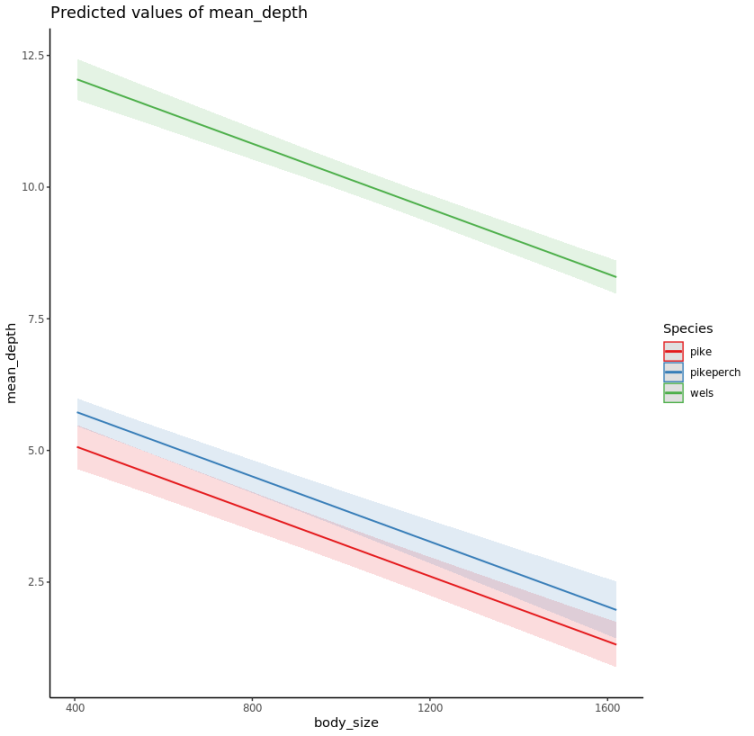 Predicted values of mean_depth
12.5
10.0
7.5
5.0
2.5
mean_depth
400
800
1200
1600
body_size
Species
pike
pikeperch
wels